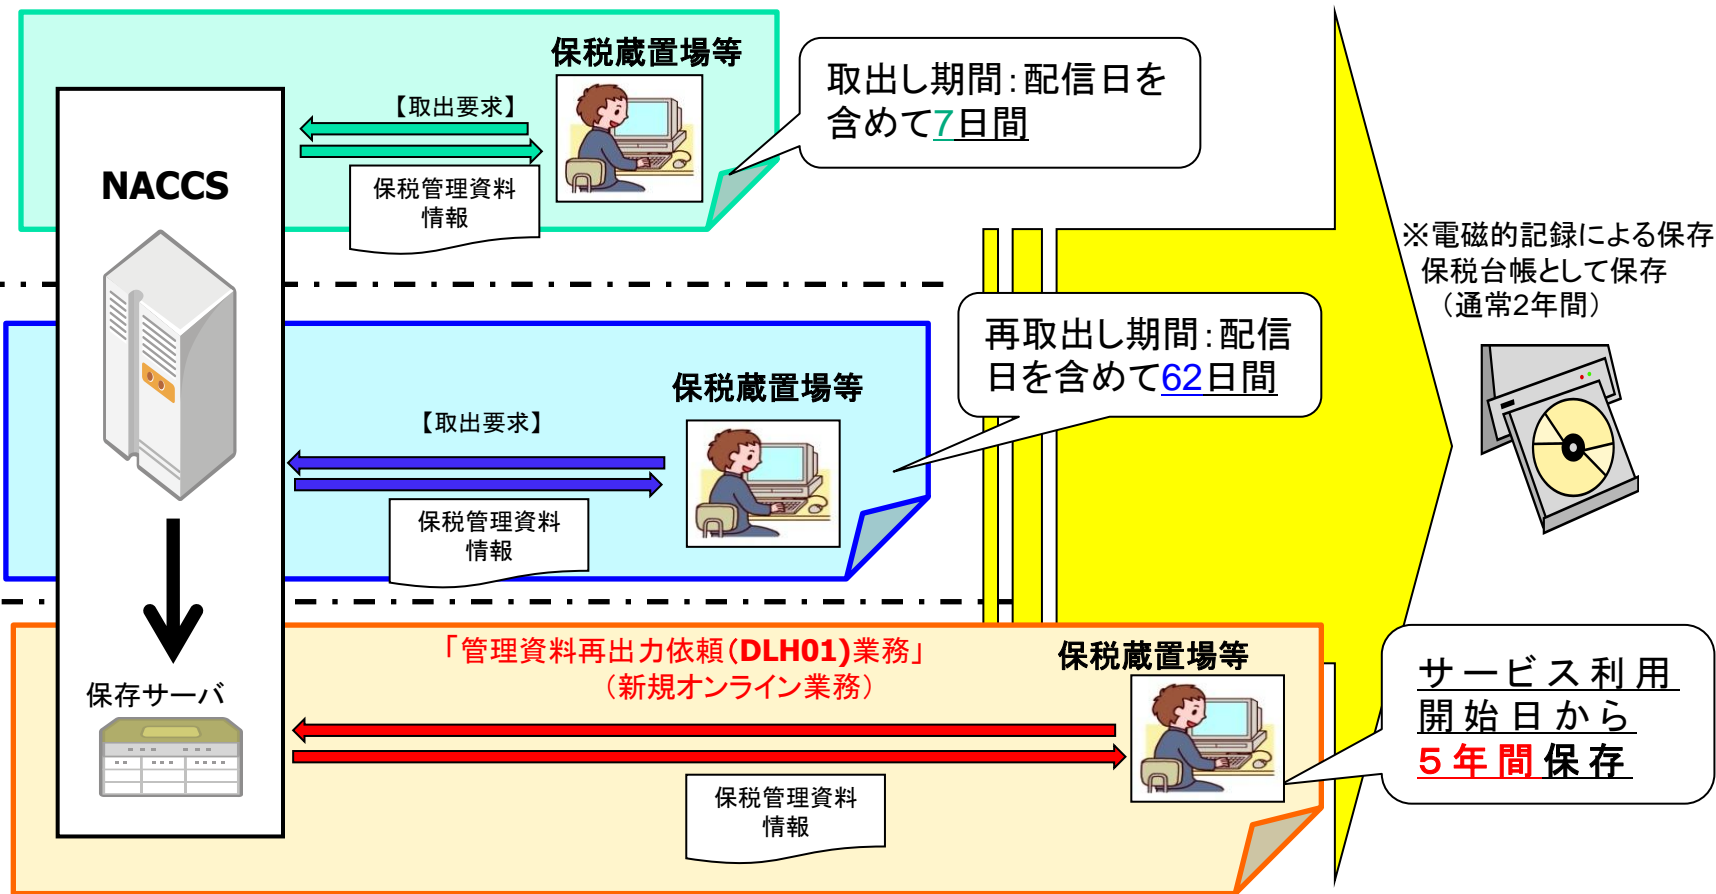 保税蔵置場等
取出し期間：配信日を
含めて7日間
【取出要求】
NACCS
保税管理資料
情報
※電磁的記録による保存
保税台帳として保存
（通常2年間）
再取出し期間：配信
日を含めて62日間
保税蔵置場等
【取出要求】
保税管理資料
情報
「管理資料再出力依頼（DLH01)業務」
（新規オンライン業務）
保税蔵置場等
サービス利用
開始日から
５年間保存
保存サーバ
保税管理資料
情報